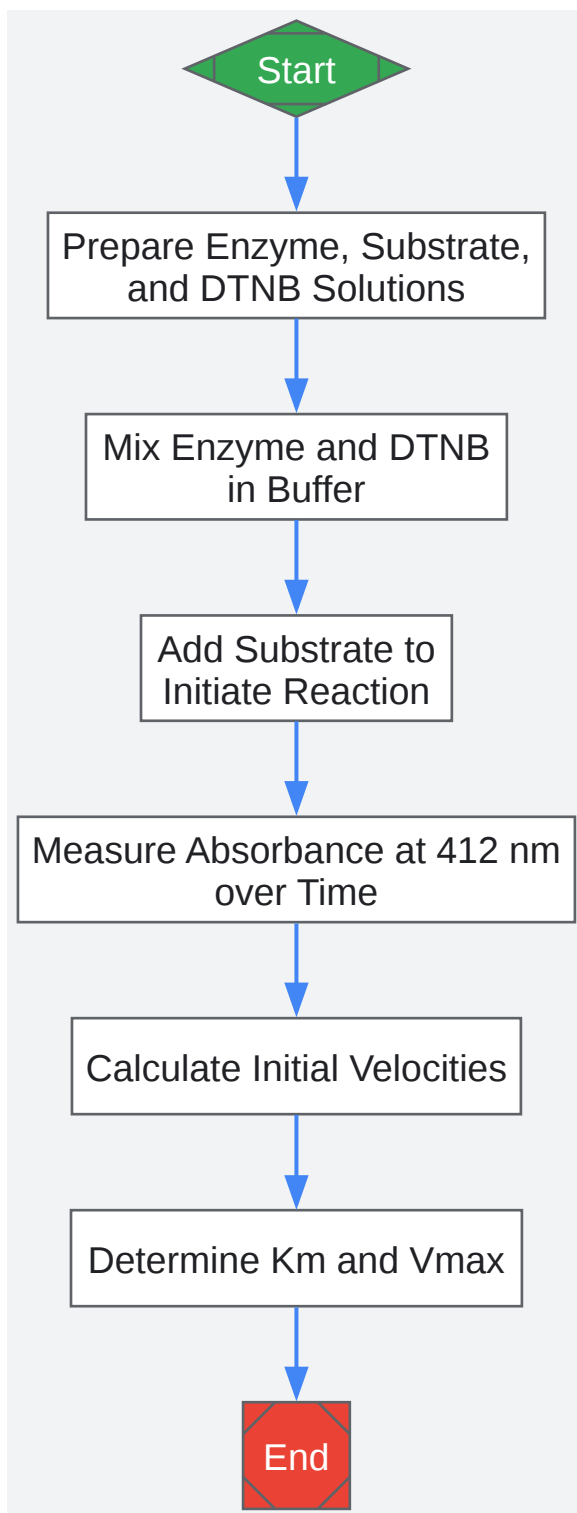 Start
Prepare Enzyme, Substrate,
and DTNB Solutions
Mix Enzyme and DTNB
in Buffer
Add Substrate to
Initiate Reaction
Measure Absorbance at 412 nm
over Time
Calculate Initial Velocities
Determine Km and Vmax
End